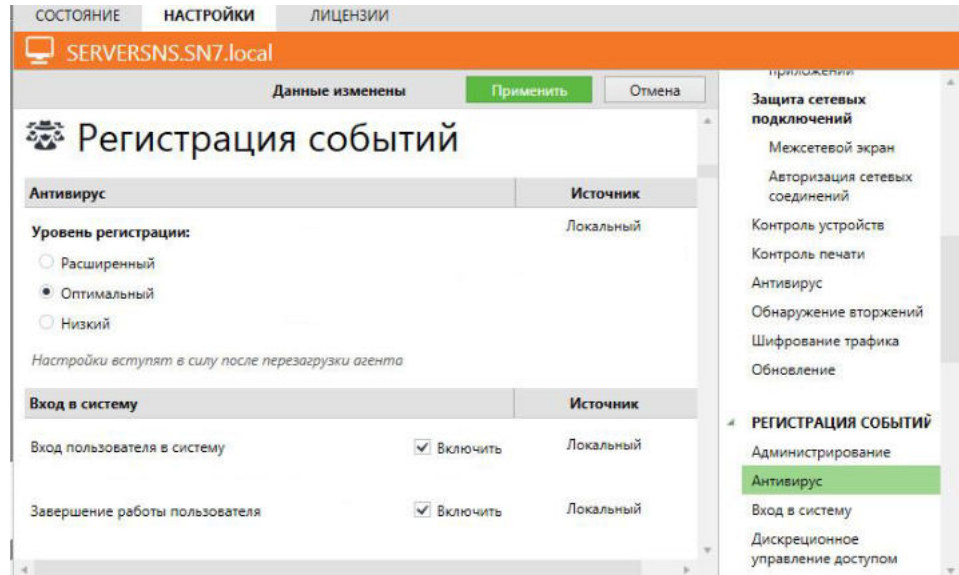 СОСТОЯНИЕ НАСТРОЙКИ ЛИЦЕНЗИИ
SERVERSNS.SN7.local
Данные изменены Применить Отмена
Регистрация событий
Антивирус Источник
Уровень регистрации: Локальный
Расширенный
Оптимальный
Низкий
Настройки вступят в силу после перезагрузки агента
Вход в систему Источник
Вход пользователя в систему Включить Локальный
Завершение работы пользователя Включить Локальный
приложений
Защита сетевых
подключений
Межсетевой экран
Авторизация сетевых
соединений
Контроль устройств
Контроль печати
Антивирус
Обнаружение вторжений
Шифрование трафика
Обновление
РЕГИСТРАЦИЯ СОБЫТИЙ
Администрирование
Антивирус
Вход в систему
Дискреционное
управление доступом